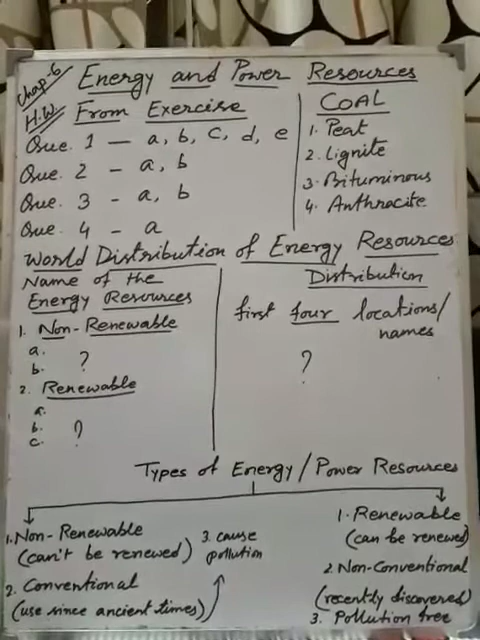 Chap-6 Energy and Power Resources
H.W. From Exercise
Que. 1 — a, b, c, d, e
Que. 2 - a, b
Que. 3 - a, b
Que. 4 - a
COAL
1. Peat
2. Lignite
3. Bituminous
4. Anthracite
World Distribution of Energy Resources
Name of the
Energy Resources
1. Non-Renewable
a.
b. ?
2. Renewable
a.
b. ?
c.
Distribution
first four locations/
names
?
Types of Energy/Power Resources
1. Non-Renewable
(can't be renewed)
2. Conventional
(use since ancient times)
3. cause
pollution
1. Renewable
(can be renewed)
2. Non-Conventional
(recently discovered)
3. Pollution free